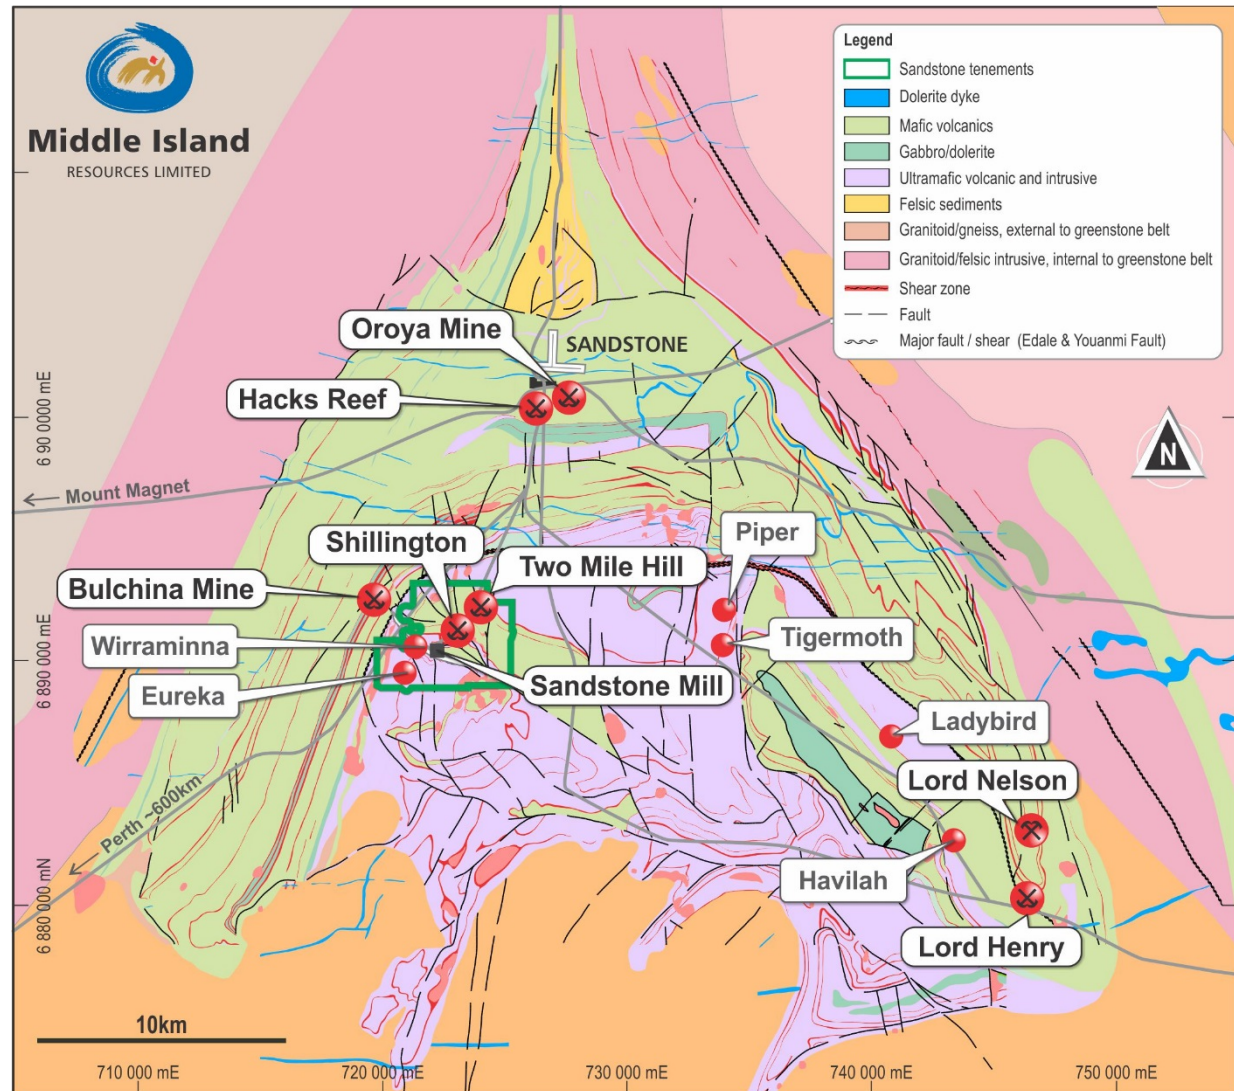 Middle Island
RESOURCES LIMITED
Legend
Sandstone tenements
Dolerite dyke
Mafic volcanics
Gabbro/dolerite
Ultramafic volcanic and intrusive
Felsic sediments
Granitoid/gneiss, external to greenstone belt
Granitoid/felsic intrusive, internal to greenstone belt
Shear zone
Fault
Major fault / shear (Edale & Youanmi Fault)
Oroya Mine
SANDSTONE
Hacks Reef
6 900 000 mE
N
← Mount Magnet
Shillington
Piper
Two Mile Hill
Bulchina Mine
Wirraminna
Tigermoth
6 890 000 mE
Eureka
Sandstone Mill
Ladybird
Lord Nelson
Perth ~600km
Havilah
6 880 000 mN
Lord Henry
10km
710 000 mE
720 000 mE
730 000 mE
740 000 mE
750 000 mE